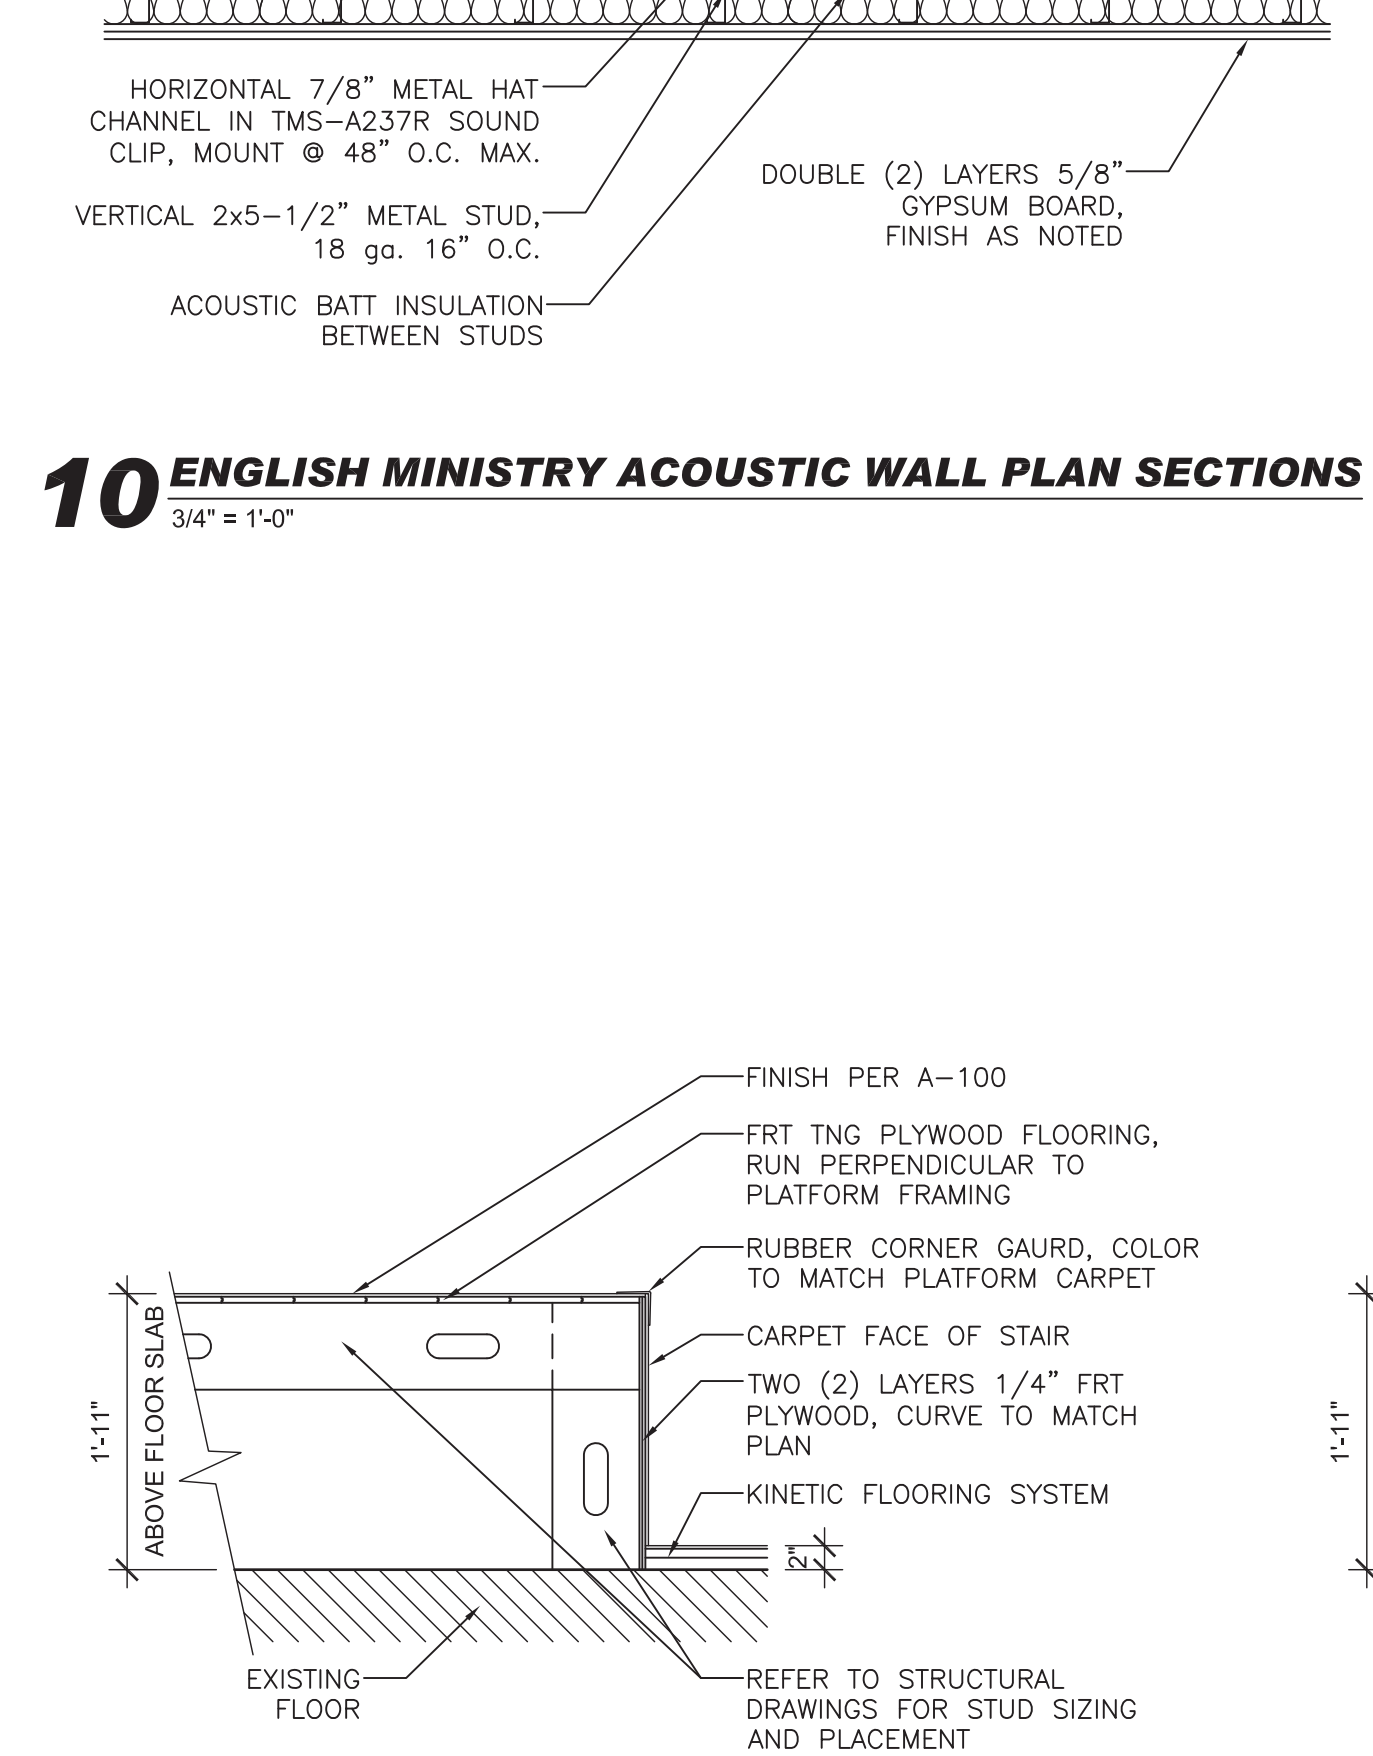 HORIZONTAL 7/8” METAL HAT
CHANNEL IN TMS-A237R SOUND
CLIP, MOUNT @ 48” O.C. MAX.
VERTICAL 2x5-1/2” METAL STUD,
18 ga. 16” O.C.
ACOUSTIC BATT INSULATION
BETWEEN STUDS
DOUBLE (2) LAYERS 5/8”
GYPSUM BOARD,
FINISH AS NOTED
10 ENGLISH MINISTRY ACOUSTIC WALL PLAN SECTIONS
3/4" = 1'-0"
FINISH PER A-100
FRT TNG PLYWOOD FLOORING,
RUN PERPENDICULAR TO
PLATFORM FRAMING
RUBBER CORNER GAURD, COLOR
TO MATCH PLATFORM CARPET
CARPET FACE OF STAIR
TWO (2) LAYERS 1/4” FRT
PLYWOOD, CURVE TO MATCH
PLAN
KINETIC FLOORING SYSTEM
1'-11"
ABOVE FLOOR SLAB
2"
1'-11"
EXISTING
FLOOR
REFER TO STRUCTURAL
DRAWINGS FOR STUD SIZING
AND PLACEMENT